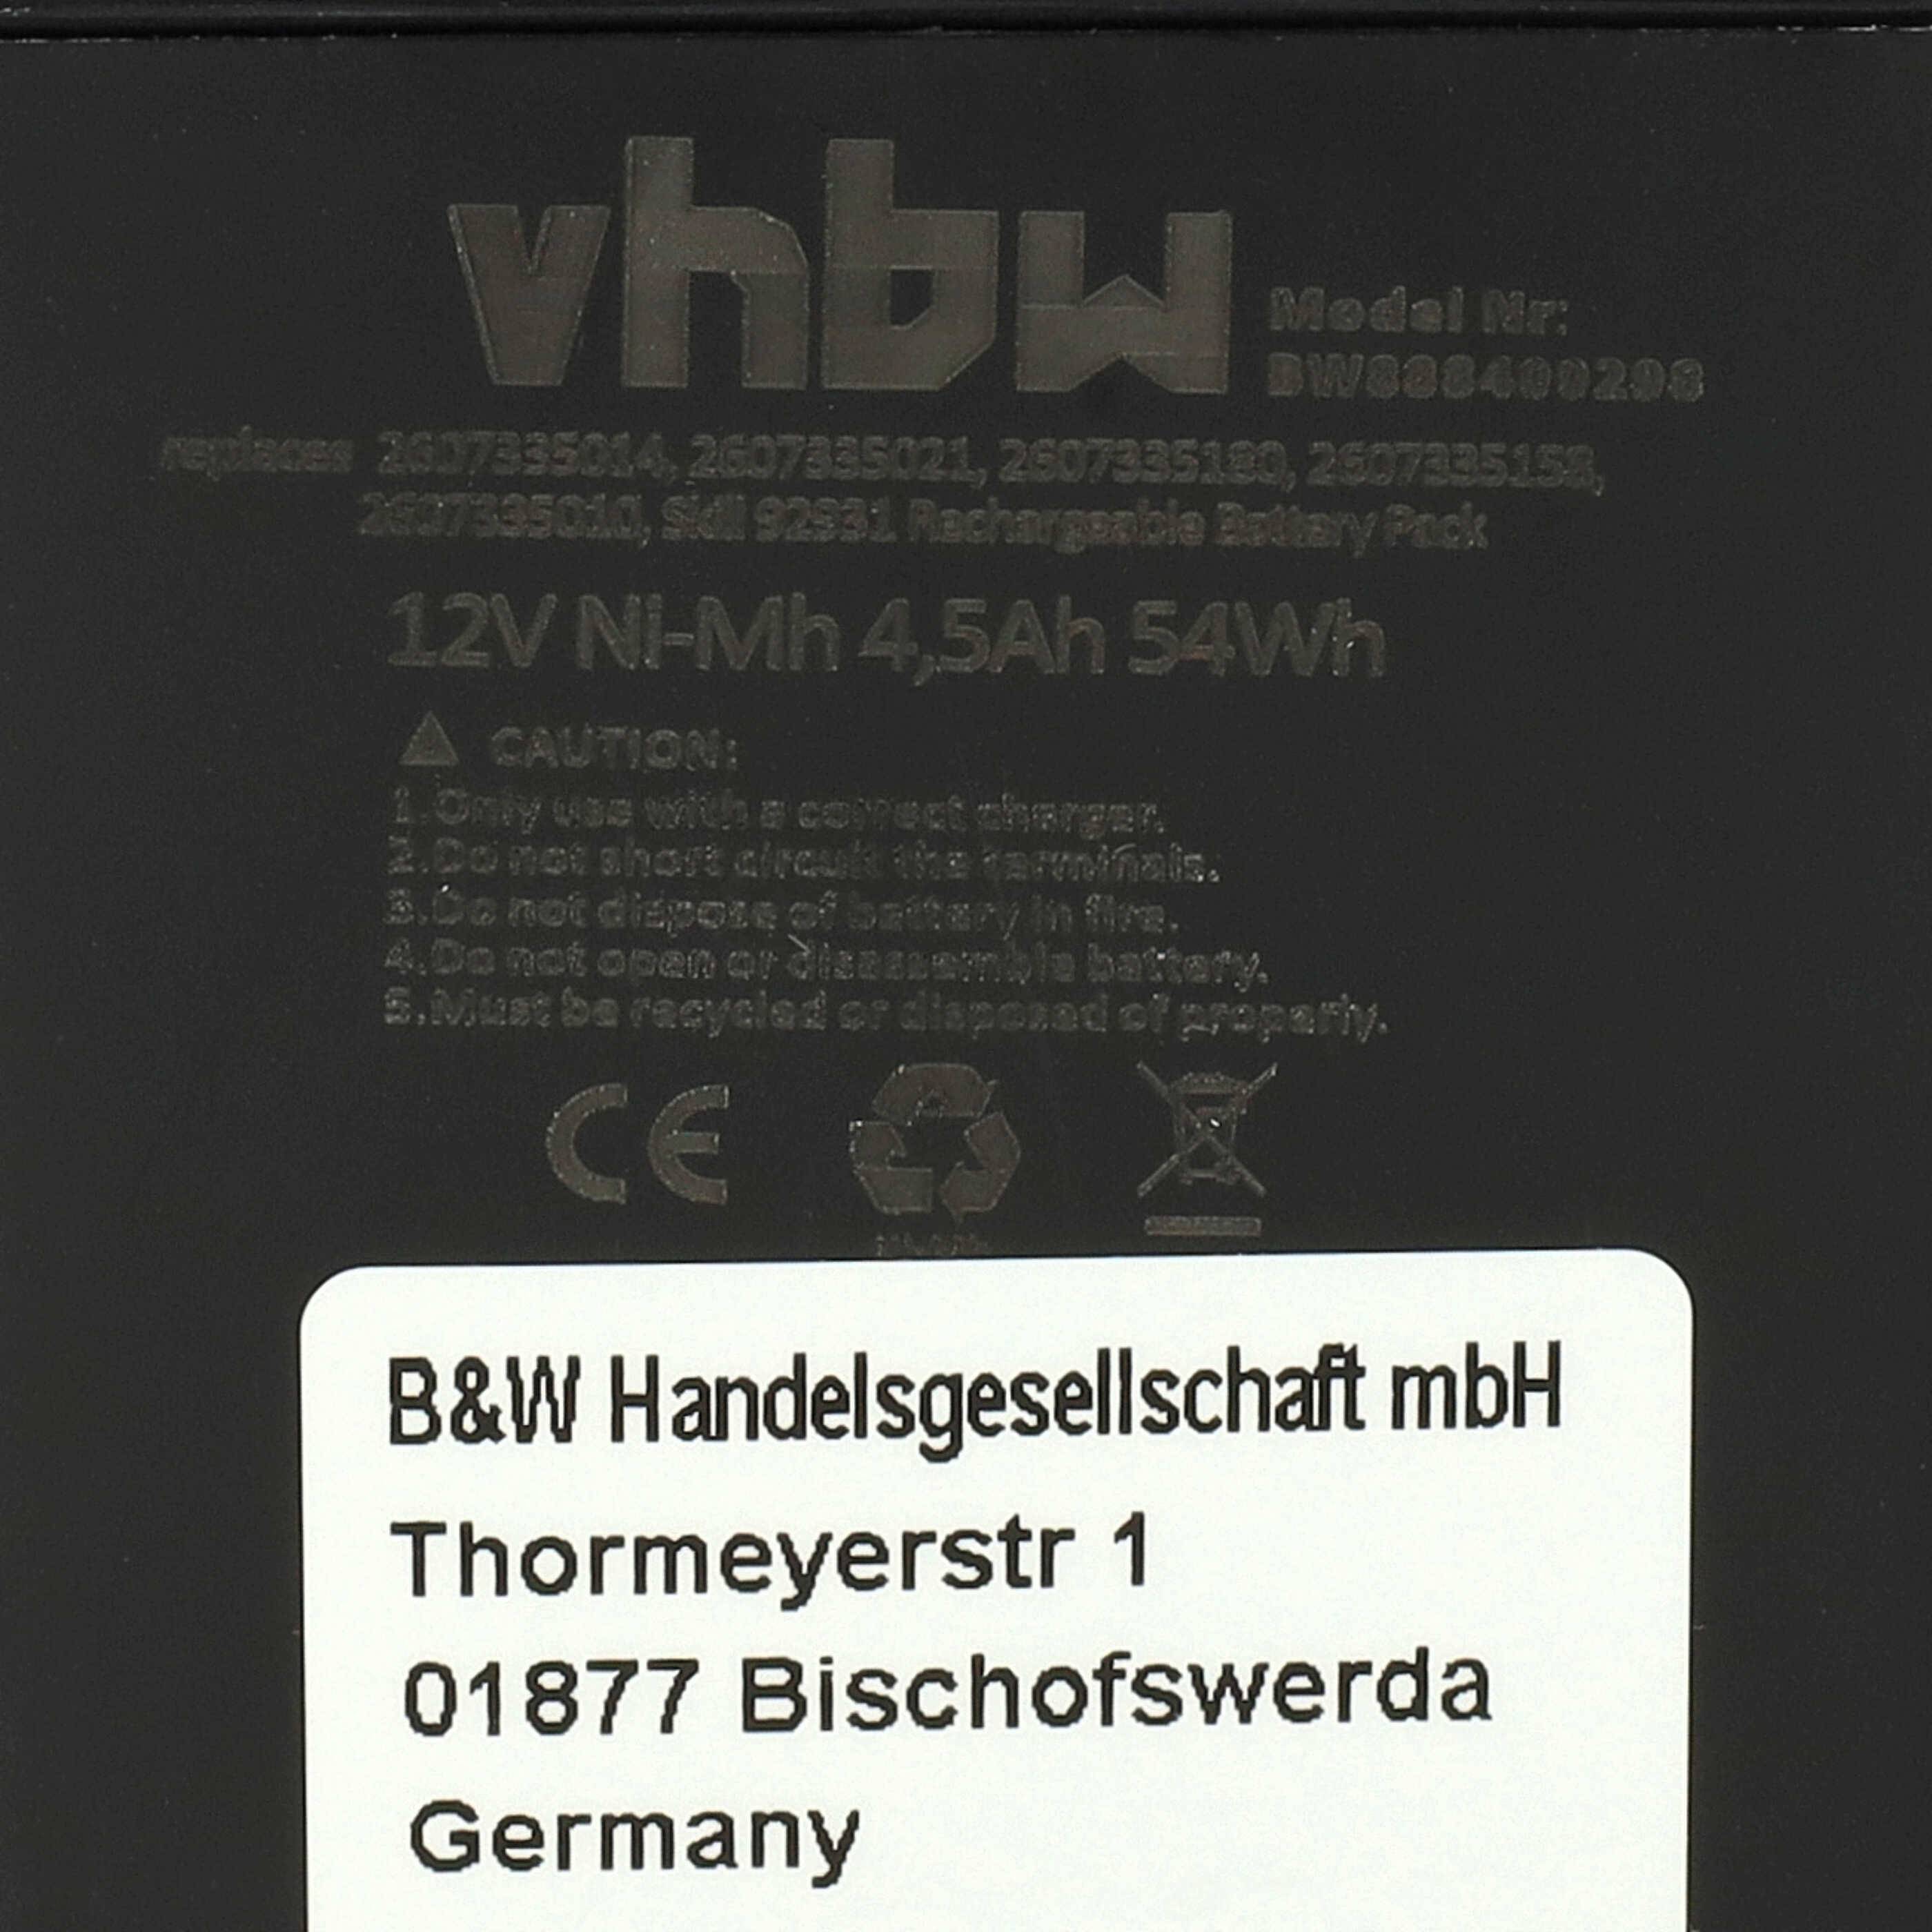 vhbw
Model Nr:
replaces 2607335014, 2607335021, 2607335180, 2607335158,
2607335010, Skil 92931 Rechargeable Battery Pack
12V Ni-Mh 4,5Ah 54Wh
CAUTION:
1.Only use with a correct charger.
2.Do not short circuit the terminals.
3.Do not dispose of battery in fire.
4.Do not open or disassemble battery.
5.Must be recycled or disposed of properly.
CE
B&W Handelsgesellschaft mbH
Thormeyerstr 1
01877 Bischofswerda
Germany